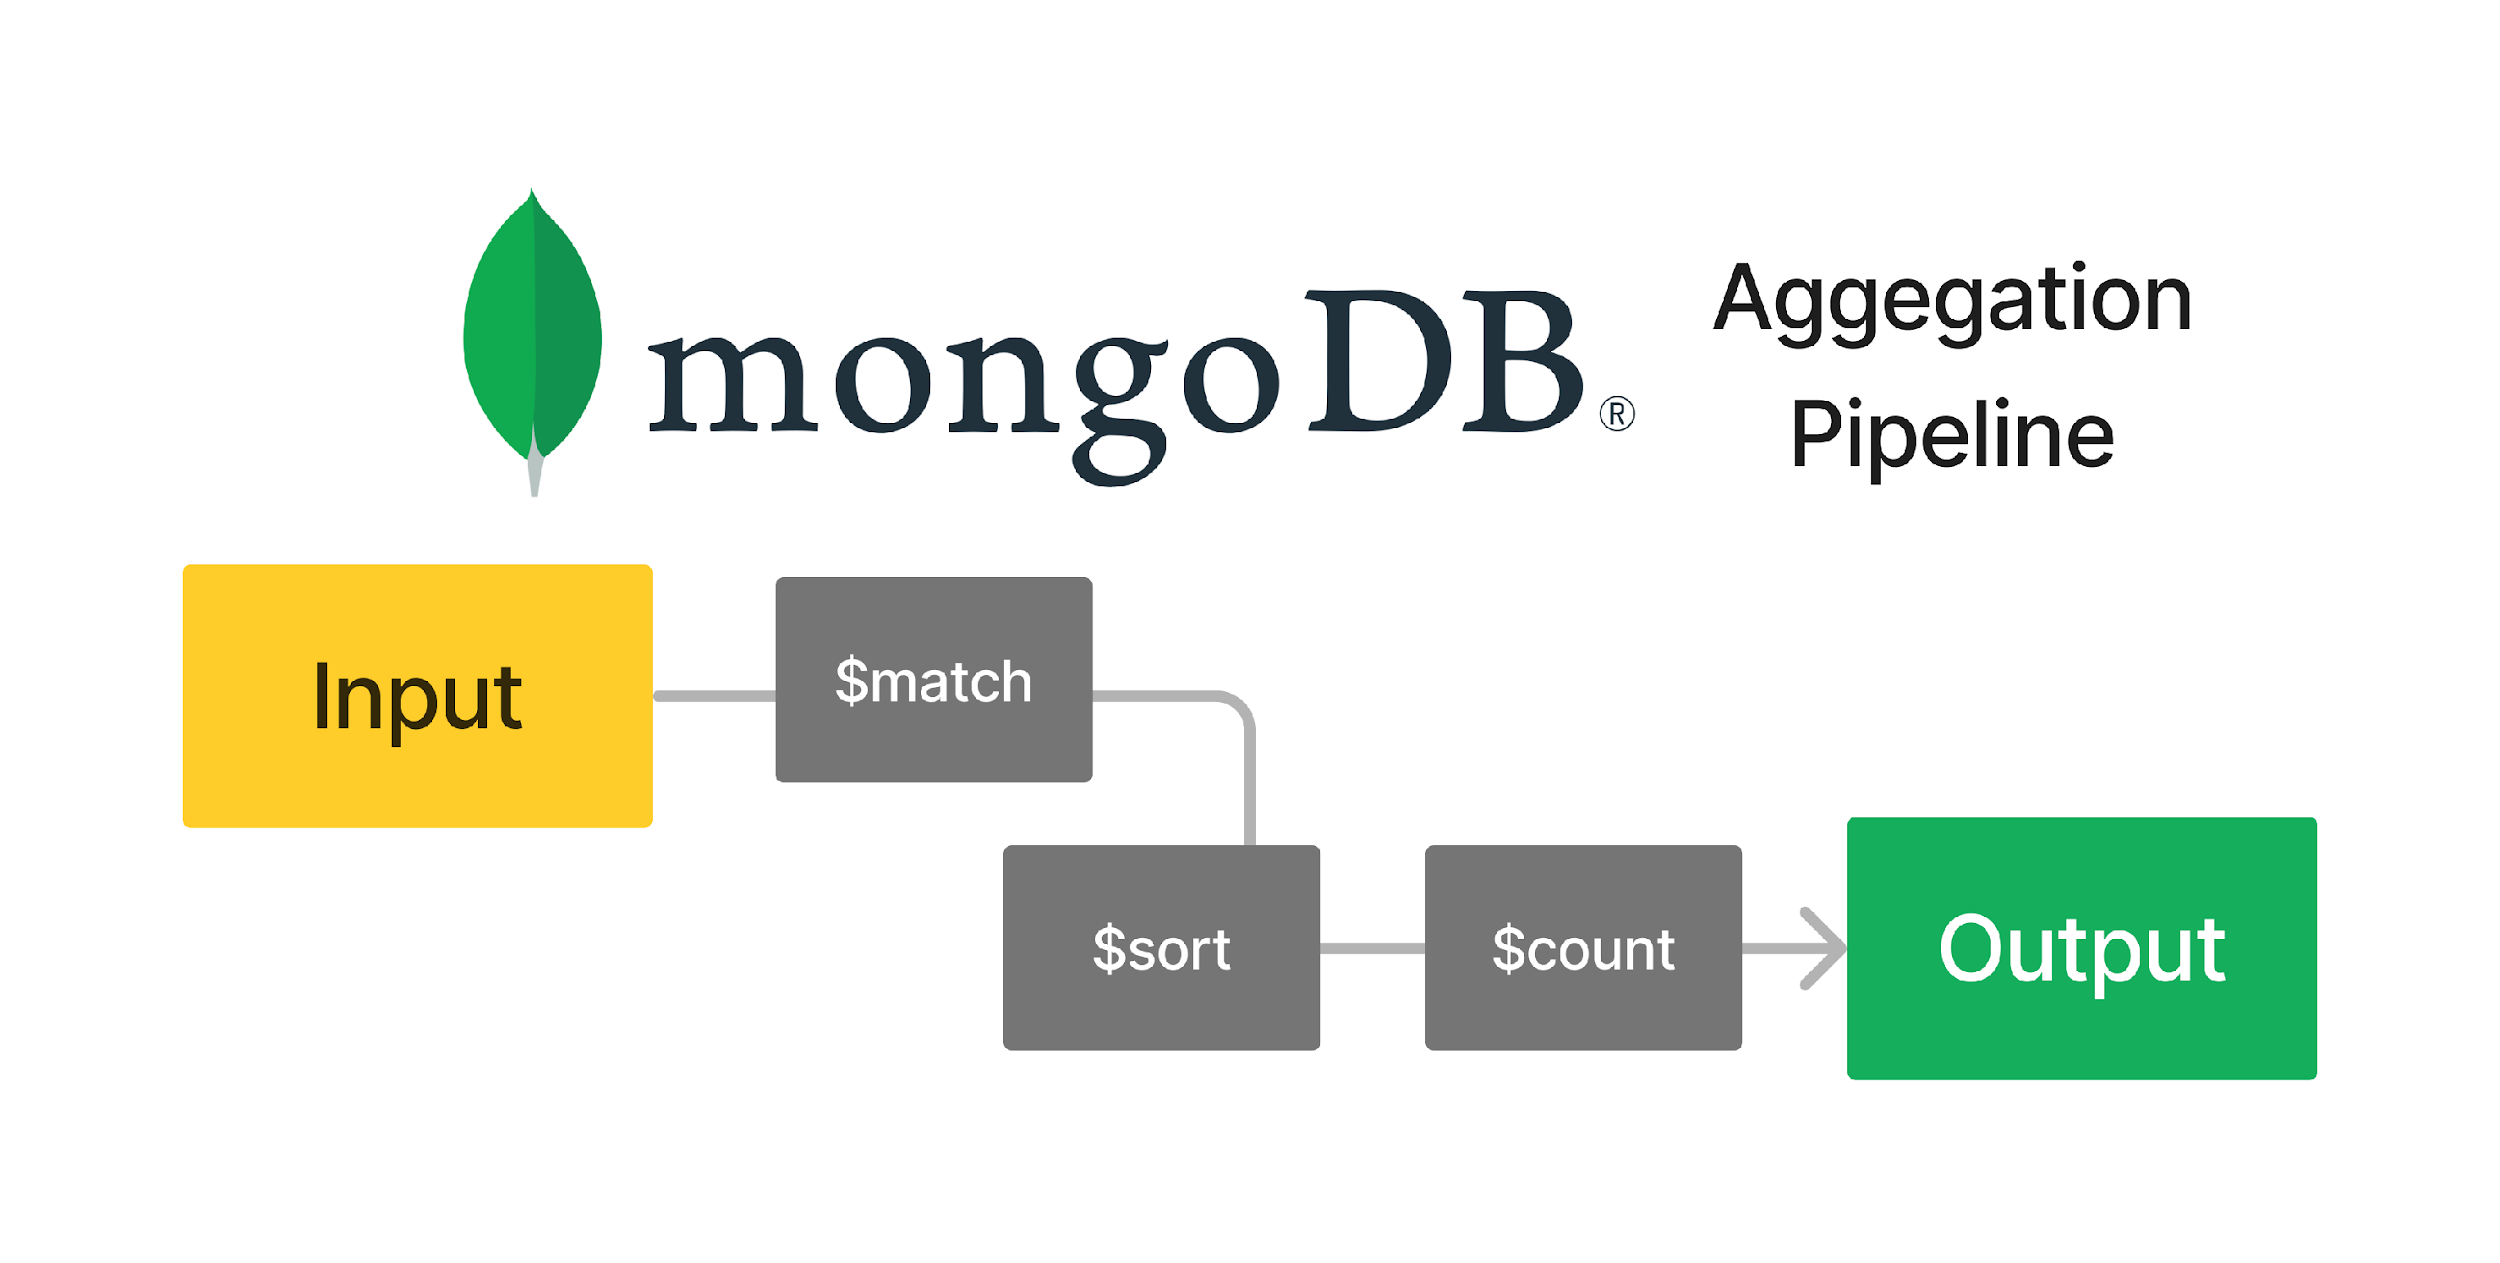 mongoDB®
Aggegation
Pipeline
Input
$match
$sort
$count
Output